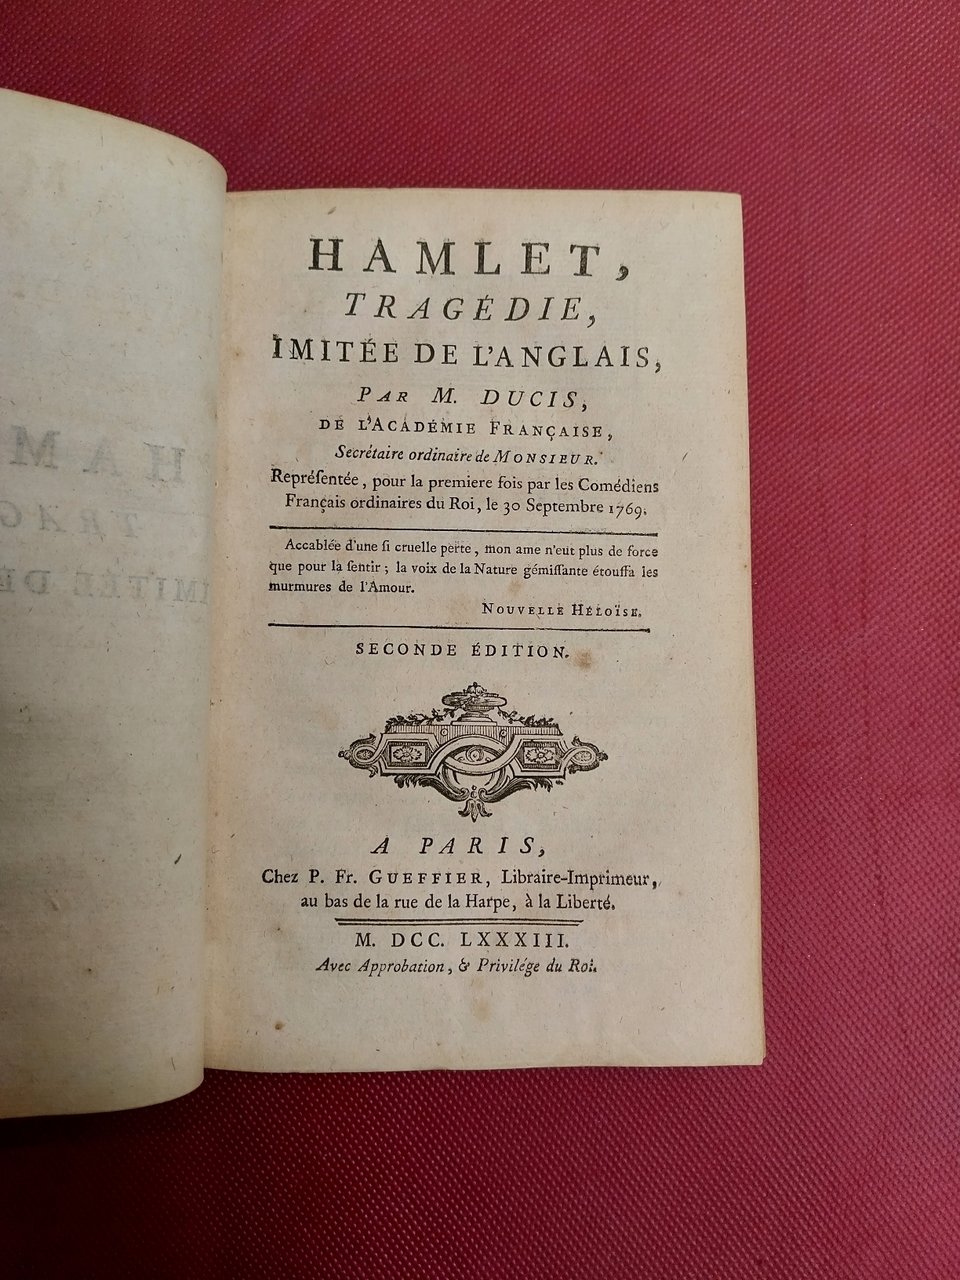 HAMLET,
TRAGÉDIE,
IMITÉE DE L'ANGLAIS,
PAR M. DUCIS,
DE L'ACADÉMIE FRANÇAISE,
Secrétaire ordinaire de MONSIEUR.
Repréſentée, pour la premiere fois par les Comédiens
Français ordinaires du Roi, le 30 Septembre 1769.
Accablée d'une ſi cruelle perte, mon ame n'eut plus de force
que pour la ſentir; la voix de la Nature gémiſſante étouffa les
murmures de l'Amour.
NOUVELLE HÉLOÏSE.
SECONDE ÉDITION.
A PARIS,
Chez P. Fr. GUEFFIER, Libraire-Imprimeur,
au bas de la rue de la Harpe, à la Liberté.
M. DCC. LXXXIII.
Avec Approbation, & Privilége du Roi.